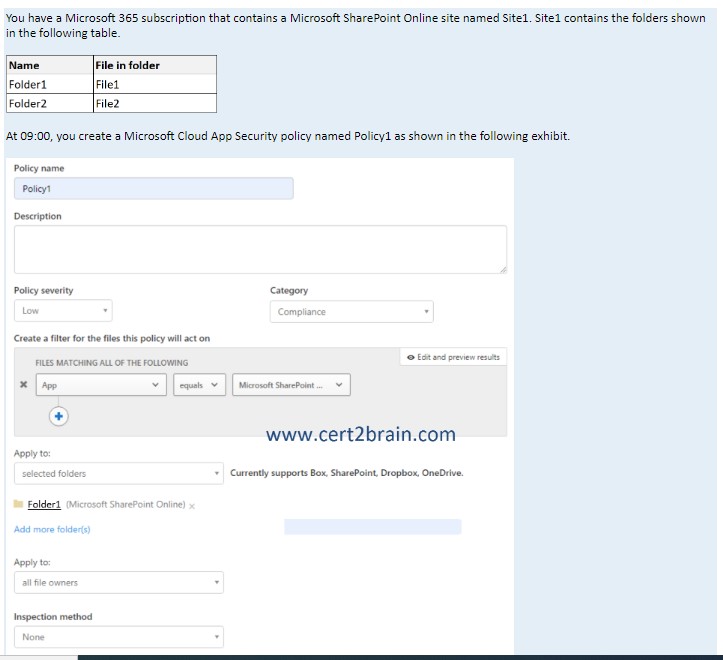 You have a Microsoft 365 subscription that contains a Microsoft SharePoint Online site named Site1. Site1 contains the folders shown
in the following table.
Name File in folder
Folder1 File1
Folder2 File2
At 09:00, you create a Microsoft Cloud App Security policy named Policy1 as shown in the following exhibit.
Policy name
Policy1
Description
Policy severity Category
Low Compliance
Create a filter for the files this policy will act on
FILES MATCHING ALL OF THE FOLLOWING Edit and preview results
App equals Microsoft SharePoint ...
www.cert2brain.com
Apply to:
selected folders Currently supports Box, SharePoint, Dropbox, OneDrive.
Folder1 (Microsoft SharePoint Online) x
Add more folder(s)
Apply to:
all file owners
Inspection method
None